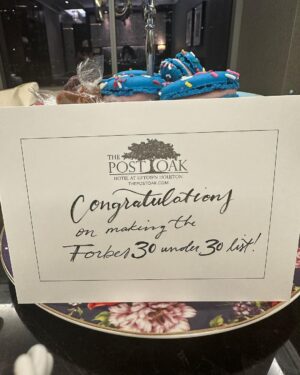 THE
POST OAK
HOTEL AT UPTOWN HOUSTON
THEPOSTOAK.COM
Congratulations
on making the
Forbes 30 under 30 list!